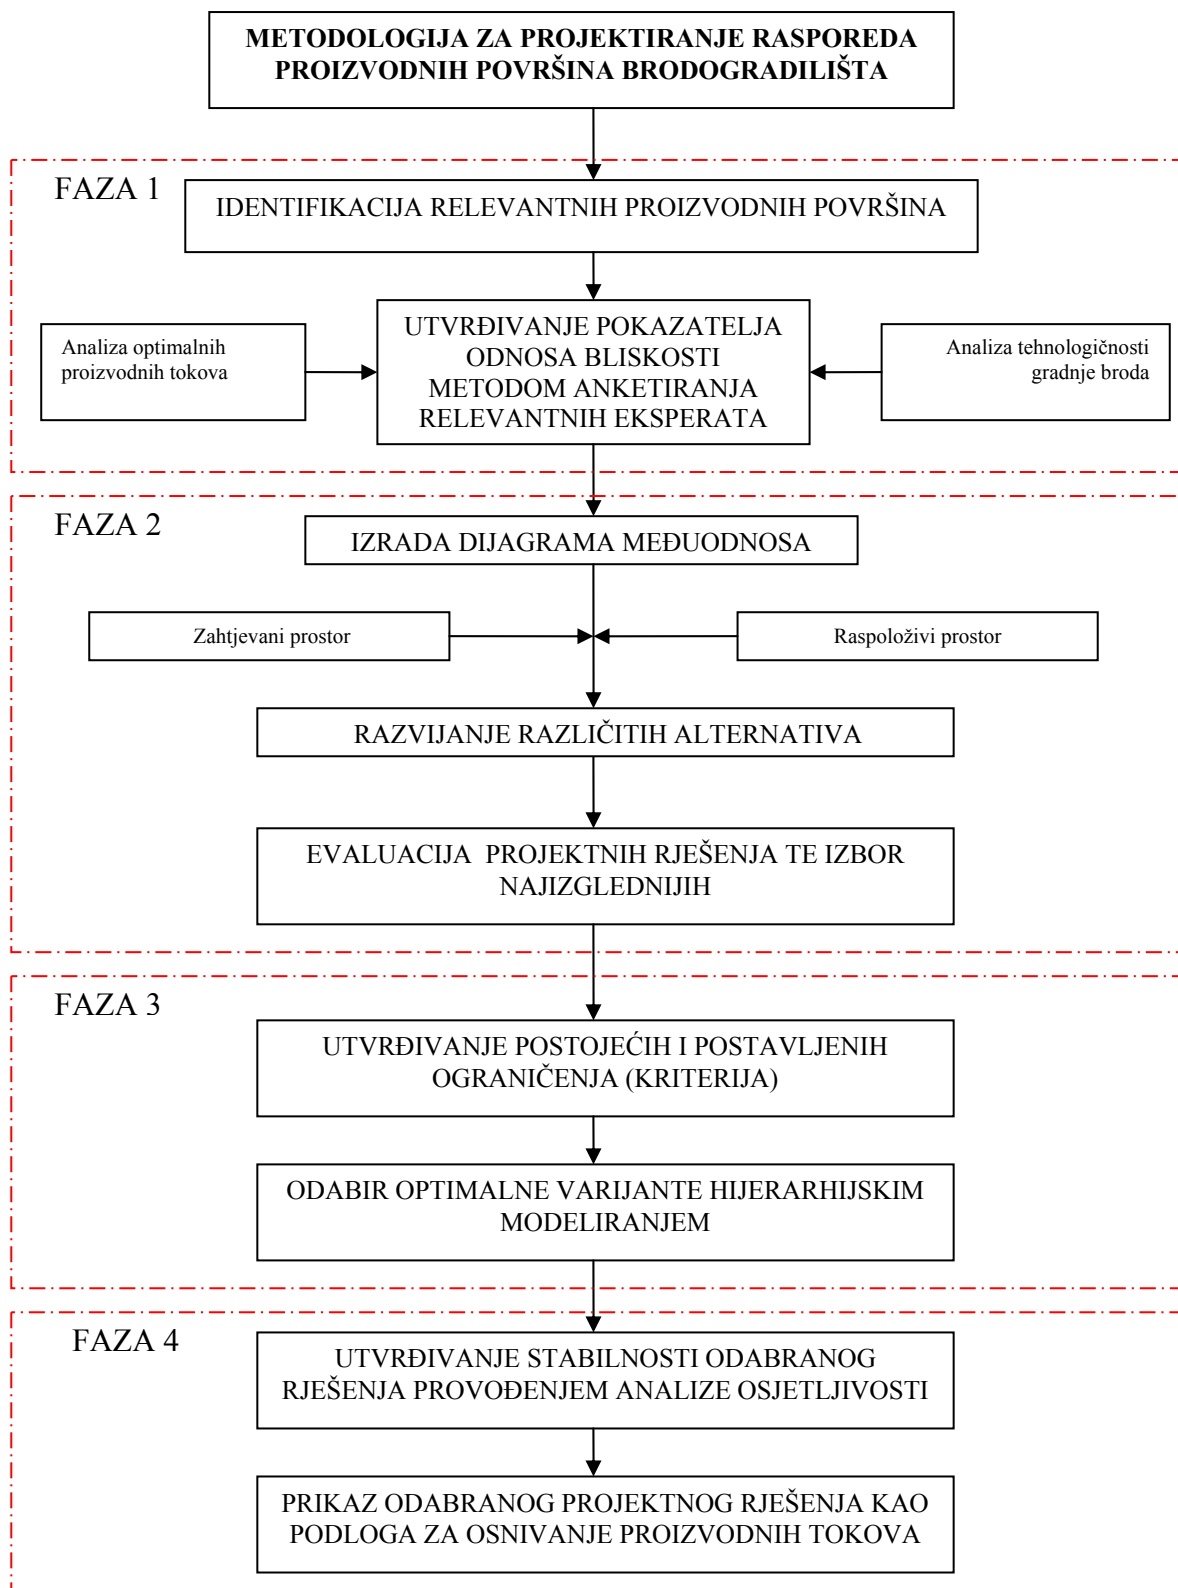 METODOLOGIJA ZA PROJEKTIRANJE RASPOREDA
PROIZVODNIH POVRŠINA BRODOGRADILIŠTA
FAZA 1
IDENTIFIKACIJA RELEVANTNIH PROIZVODNIH POVRŠINA
Analiza optimalnih
proizvodnih tokova
UTVRĐIVANJE POKAZATELJA
ODNOSA BLISKOSTI
METODOM ANKETIRANJA
RELEVANTNIH EKSPERATA
Analiza tehnologičnosti
gradnje broda
FAZA 2
IZRADA DIJAGRAMA MEĐUODNOSA
Zahtjevani prostor
Raspoloživi prostor
RAZVIJANJE RAZLIČITIH ALTERNATIVA
EVALUACIJA  PROJEKTNIH RJEŠENJA TE IZBOR
NAJIZGLEDNIJIH
FAZA 3
UTVRĐIVANJE POSTOJEĆIH I POSTAVLJENIH
OGRANIČENJA (KRITERIJA)
ODABIR OPTIMALNE VARIJANTE HIJERARHIJSKIM
MODELIRANJEM
FAZA 4
UTVRĐIVANJE STABILNOSTI ODABRANOG
RJEŠENJA PROVOĐENJEM ANALIZE OSJETLJIVOSTI
PRIKAZ ODABRANOG PROJEKTNOG RJEŠENJA KAO
PODLOGA ZA OSNIVANJE PROIZVODNIH TOKOVA